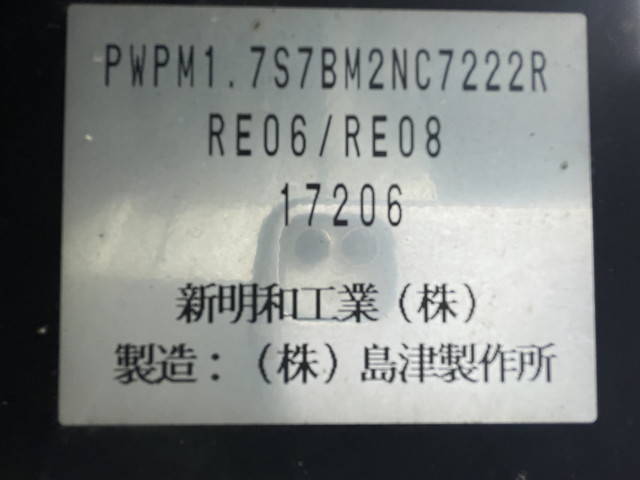 PWPM1.7S7BM2NC7222R
RE06/RE08
17206
新明和工業(株)
製造：(株)島津製作所